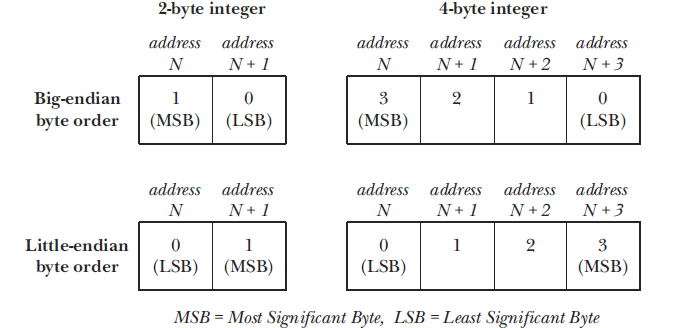 2-byte integer 4-byte integer
address address address address address address
N N + 1 N N + 1 N + 2 N + 3
Big-endian byte order
1 (MSB) 0 (LSB) 3 (MSB) 2 1 0 (LSB)
address address address address address address
N N + 1 N N + 1 N + 2 N + 3
Little-endian byte order
0 (LSB) 1 (MSB) 0 (LSB) 1 2 3 (MSB)
MSB = Most Significant Byte, LSB = Least Significant Byte